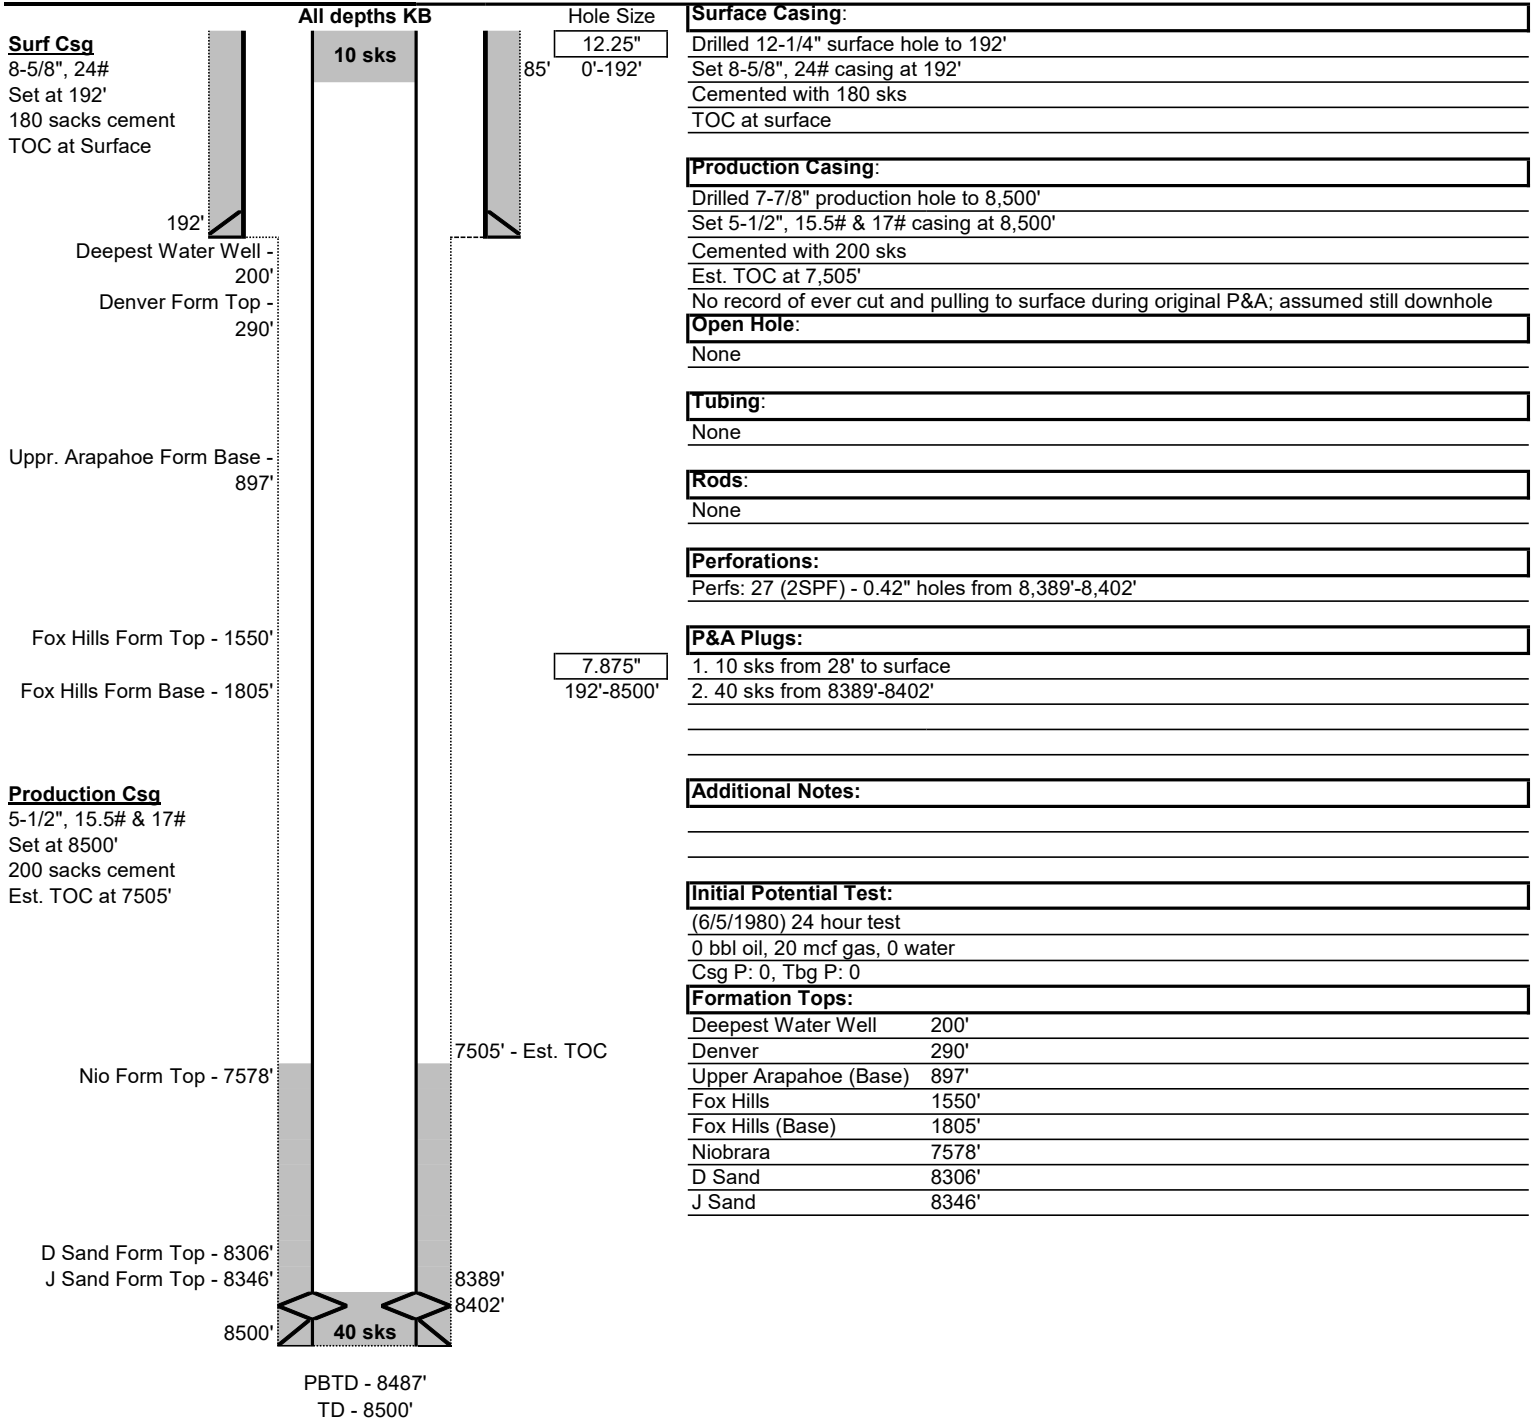 All depths KB
Hole Size
Surf Csg
8-5/8", 24#
Set at 192'
180 sacks cement
TOC at Surface
10 sks
85'
12.25"
0'-192'
192'
Deepest Water Well -
200'
Denver Form Top -
290'
Uppr. Arapahoe Form Base -
897'
Fox Hills Form Top - 1550'
Fox Hills Form Base - 1805'
7.875"
192'-8500'
Production Csg
5-1/2", 15.5# & 17#
Set at 8500'
200 sacks cement
Est. TOC at 7505'
7505' - Est. TOC
Nio Form Top - 7578'
D Sand Form Top - 8306'
J Sand Form Top - 8346'
8389'
8402'
8500'
40 sks
PBTD - 8487'
TD - 8500'
Surface Casing:
Drilled 12-1/4" surface hole to 192'
Set 8-5/8", 24# casing at 192'
Cemented with 180 sks
TOC at surface
Production Casing:
Drilled 7-7/8" production hole to 8,500'
Set 5-1/2", 15.5# & 17# casing at 8,500'
Cemented with 200 sks
Est. TOC at 7,505'
No record of ever cut and pulling to surface during original P&A; assumed still downhole
Open Hole:
None
Tubing:
None
Rods:
None
Perforations:
Perfs: 27 (2SPF) - 0.42" holes from 8,389'-8,402'
P&A Plugs:
1. 10 sks from 28' to surface
2. 40 sks from 8389'-8402'
Additional Notes:
Initial Potential Test:
(6/5/1980) 24 hour test
0 bbl oil, 20 mcf gas, 0 water
Csg P: 0, Tbg P: 0
Formation Tops:
Deepest Water Well 200'
Denver 290'
Upper Arapahoe (Base) 897'
Fox Hills 1550'
Fox Hills (Base) 1805'
Niobrara 7578'
D Sand 8306'
J Sand 8346'